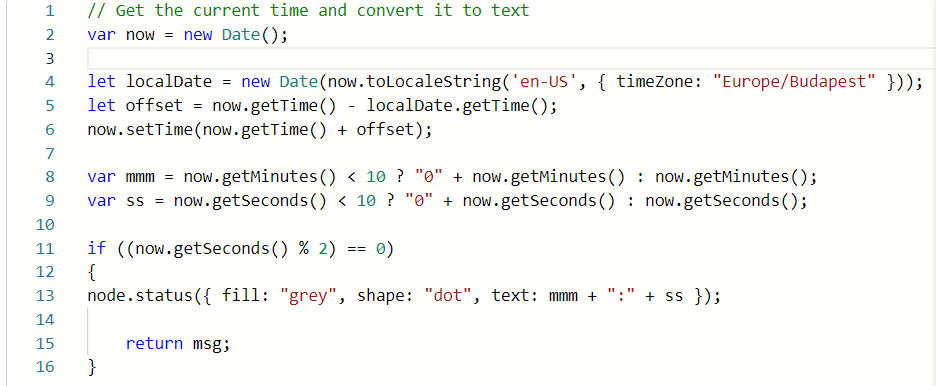 1 // Get the current time and convert it to text
2 var now = new Date();
3
4 let localDate = new Date(now.toLocaleString('en-US', { timeZone: "Europe/Budapest" }));
5 let offset = now.getTime() - localDate.getTime();
6 now.setTime(now.getTime() + offset);
7
8 var mmm = now.getMinutes() < 10 ? "0" + now.getMinutes() : now.getMinutes();
9 var ss = now.getSeconds() < 10 ? "0" + now.getSeconds() : now.getSeconds();
10
11 if ((now.getSeconds() % 2) == 0)
12 {
13 node.status({ fill: "grey", shape: "dot", text: mmm + ":" + ss });
14
15     return msg;
16 }